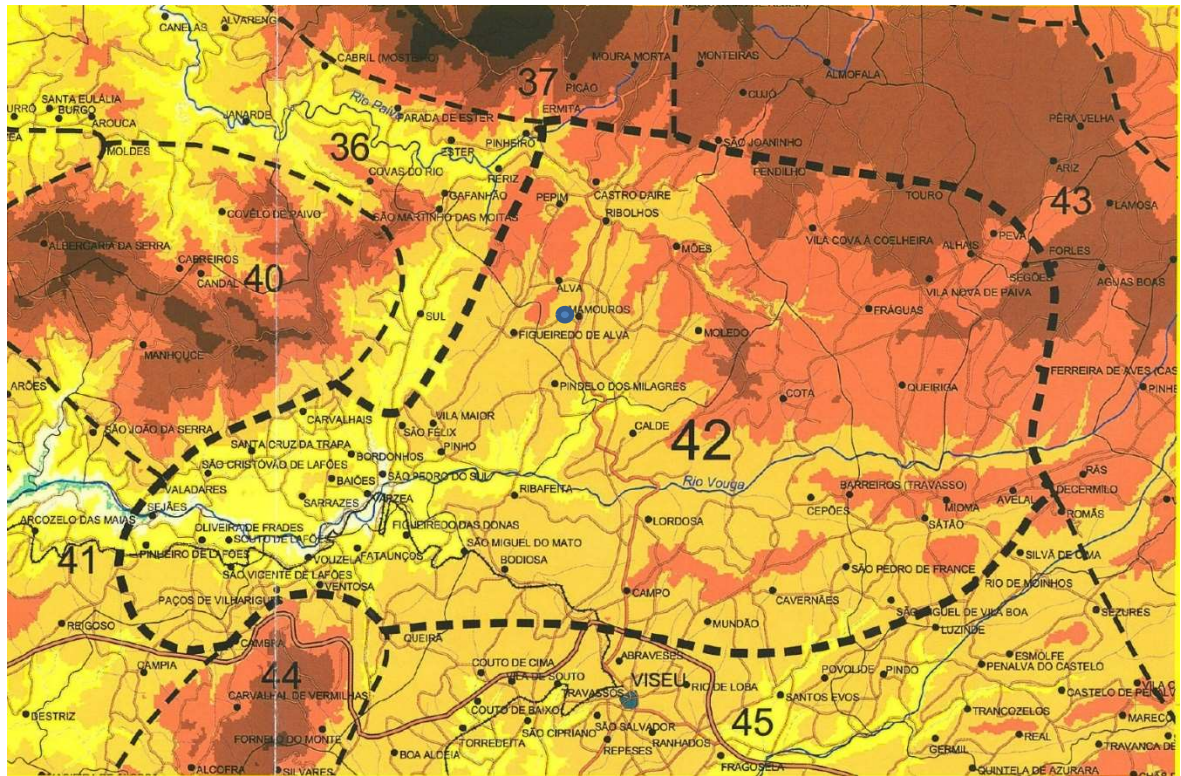 CANELAS
ALVARENG
CABRIL (MOSTEIRO)
MOURA MORTA
MONTEIRAS
ALMOFALA
PICÃO
37
CUJÓ
SANTA EULÁLIA
BURGO
AROUCA
JANARDE
Rio Paiva
PARADA DE ESTER
ERMITA
PÊRA VELHA
MOLDES
36
ESTER
PINHEIRO
SÃO JOANINHO
COVAS DO RIO
RERIZ
PENDILHO
ARIZ
GAFANHÃO
PEPIM
CASTRO DAIRE
TOURO
43
LAMOSA
COVÊLO DE PAIVO
SÃO MARTINHO DAS MOITAS
RIBOLHOS
ALBERGARIA DA SERRA
MÕES
VILA COVA À COELHEIRA
ALHAIS
PEVA
FORLES
CABREIROS
CANDAL
40
SEGÕES
ÁGUAS BOAS
ALVA
VILA NOVA DE PAIVA
SUL
MAMOUROS
FRÁGUAS
FIGUEIREDO DE ALVA
MOLEDO
MANHOUCE
ARÕES
PINDELO DOS MILAGRES
COTA
QUEIRIGA
FERREIRA DE AVES (CAS
PINHE
CARVALHAIS
VILA MAIOR
SÃO JOÃO DA SERRA
SÃO FÉLIX
CALDE
42
SANTA CRUZ DA TRAPA
BORDONHOS
PINHO
SÃO CRISTOVÃO DE LAFÕES
BAIÕES
SÃO PEDRO DO SUL
Rio Vouga
RÃS
VALADARES
SARRAZES
VÁRZEA
RIBAFEITA
BARREIROS (TRAVASSO)
AVELAL
DECERMILO
SEJÃES
CEPÕES
MIOMA
ROMÃS
ARCOZELO DAS MAIAS
OLIVEIRA DE FRADES
FIGUEIREDO DAS DONAS
LORDOSA
SÁTÃO
SOUTO DE LAFÕES
41
PINHEIRO DE LAFÕES
VOUZELA
FATAUNÇOS
SÃO MIGUEL DO MATO
SILVÃ DE CIMA
SÃO VICENTE DE LAFÕES
BODIOSA
SÃO PEDRO DE FRANCE
VENTOSA
RIO DE MOINHOS
PAÇOS DE VILHARIGUES
CAMPO
CAVERNÃES
SÃO MIGUEL DE VILA BOA
SEZURES
REIGOSO
MUNDÃO
LUZINDE
CAMBRA
QUEIRÃ
CAMPIA
ABRAVESES
ESMOLFE
COUTO DE CIMA
POVOLIDE
PINDO
PENALVA DO CASTELO
44
VILA DE SOUTO
VISEU
RIO DE LOBA
CARVALHAL DE VERMILHAS
TRAVASSOS
SANTOS EVOS
CASTELO DE PENALV
DESTRIZ
COUTO DE BAIXO
SÃO SALVADOR
45
TRANCOZELOS
MARECO
FORNELO DO MONTE
TORREDEITA
SÃO CIPRIANO
RANHADOS
REAL
BOA ALDEIA
REPESES
GERMIL
TRAVANCA DE
FRAGOSELA
ALCOFRA
SILVARES
QUINTELA DE AZURARA